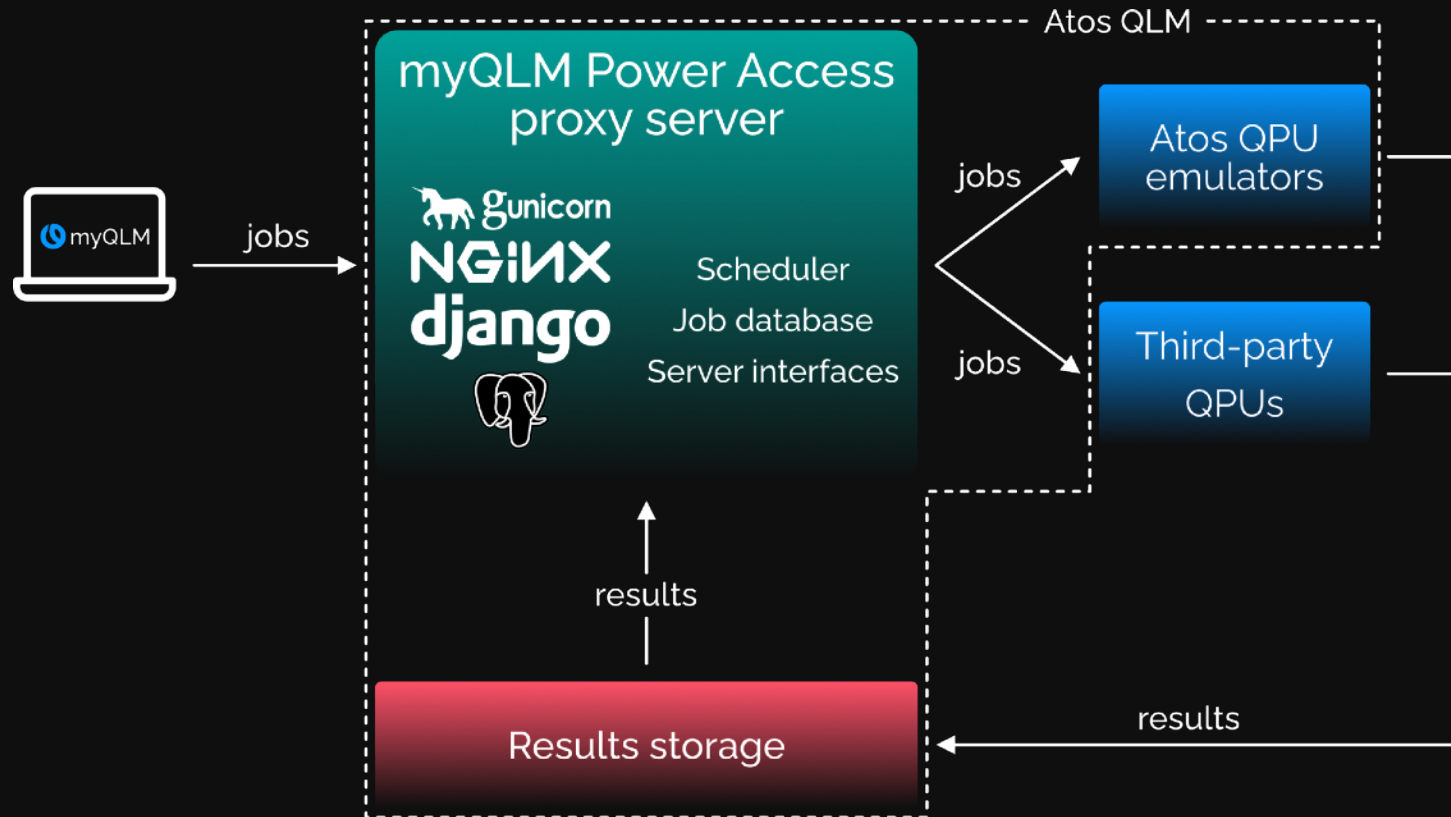 Atos QLM
myQLM Power Access
proxy server
myQLM
jobs
gunicorn
NGiNX
django
Scheduler
Job database
Server interfaces
jobs
jobs
Atos QPU
emulators
Third-party
QPUs
results
Results storage
results